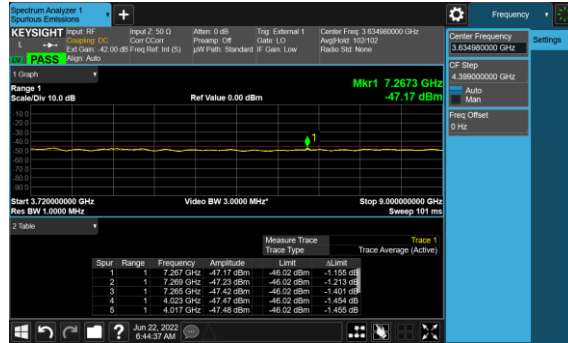 Spectrum Analyzer 1
Spurious Emissions
+
Frequency
KEYSIGHT
Input: RF
Coupling: DC
Ext Gain: -42.00 dB
Align: Auto
Input Z: 50 Ω
Corr CCorr
Freq Ref: Int (S)
Atten: 0 dB
Preamp: Off
µW Path: Standard
Trig: External 1
Gate: LO
IF Gain: Low
Center Freq: 3.634980000 GHz
Avg|Hold: 102/102
Radio Std: None
L
PASS
Center Frequency
3.634980000 GHz
Settings
CF Step
4.399000000 GHz
Auto
Man
Freq Offset
0 Hz
1 Graph
Range 1
Scale/Div 10.0 dB
Ref Value 0.00 dBm
Mkr1 7.2673 GHz
-47.17 dBm
1
-10.0
-20.0
-30.0
-40.0
-50.0
-60.0
-70.0
-80.0
-90.0
Start 3.720000000 GHz
Video BW 3.0000 MHz*
Stop 9.000000000 GHz
Res BW 1.0000 MHz
Sweep 101 ms
2 Table
Measure Trace Trace 1
Trace Type Trace Average (Active)
Spur Range Frequency Amplitude Limit ΔLimit
1 1 7.267 GHz -47.17 dBm -46.02 dBm -1.155 dB
2 1 7.269 GHz -47.23 dBm -46.02 dBm -1.213 dB
3 1 7.265 GHz -47.42 dBm -46.02 dBm -1.401 dB
4 1 4.023 GHz -47.47 dBm -46.02 dBm -1.454 dB
5 1 4.017 GHz -47.48 dBm -46.02 dBm -1.455 dB
?
Jun 22, 2022
6:44:37 AM